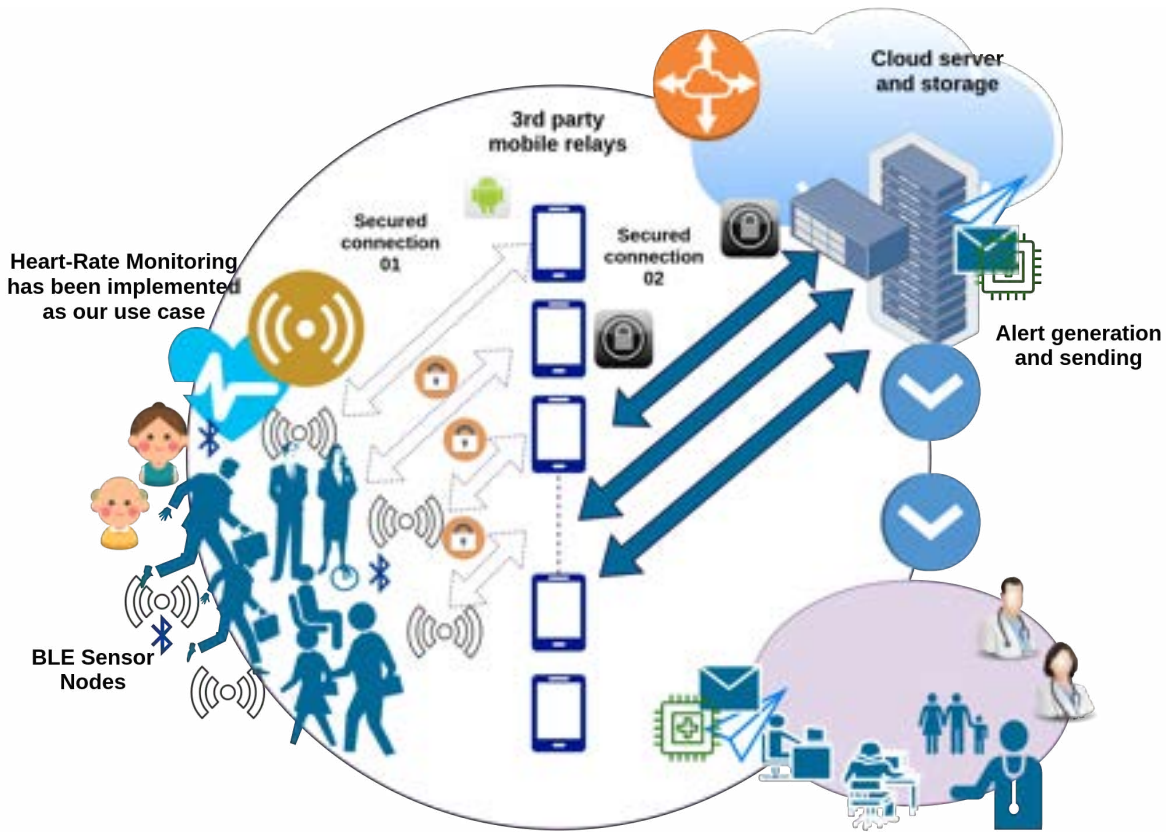 Cloud server
and storage
3rd party
mobile relays
Secured
connection
01
Secured
connection
02
Heart-Rate Monitoring
has been implemented
as our use case
Alert generation
and sending
BLE Sensor
Nodes